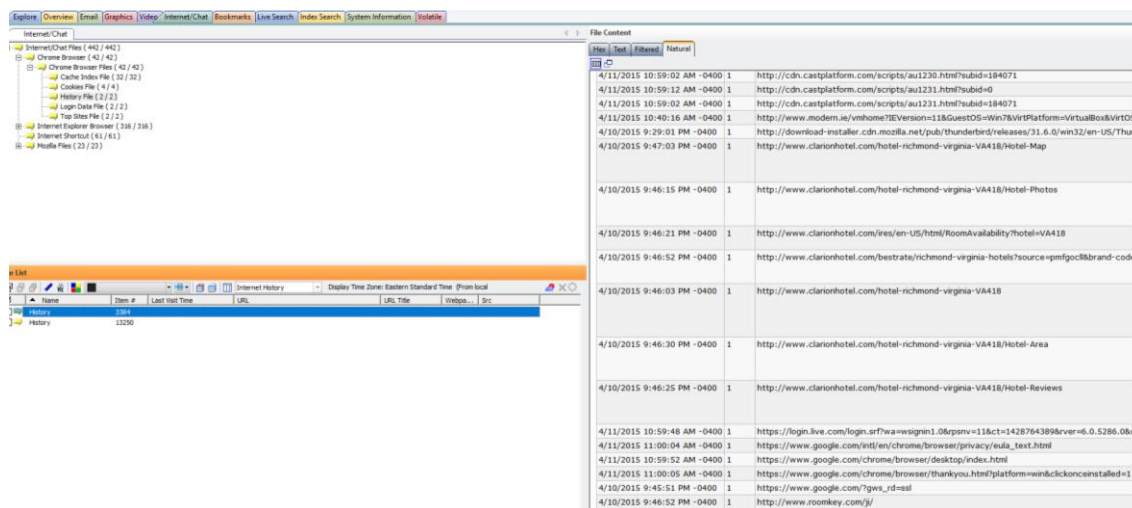 Explore Overview Email Graphics Video Internet/Chat Bookmarks Live Search Index Search System Information Volatile
Internet/Chat
Internet/Chat Files ( 442 / 442 )
Chrome Browser ( 42 / 42 )
Chrome Browser Files ( 42 / 42 )
Cache Index File ( 32 / 32 )
Cookies File ( 4 / 4 )
History File ( 2 / 2 )
Login Data File ( 2 / 2 )
Top Sites File ( 2 / 2 )
Internet Explorer Browser ( 316 / 316 )
Internet Shortcut ( 61 / 61 )
Mozilla Files ( 23 / 23 )
List
Internet History Display Time Zone: Eastern Standard Time (From local
Name Item # Last Visit Time URL URL Title Webpa... Src
History 3384
History 13250
File Content
Hex Text Filtered Natural
4/11/2015 10:59:02 AM -0400 1 http://cdn.castplatform.com/scripts/au1230.html?subid=184071
4/11/2015 10:59:12 AM -0400 1 http://cdn.castplatform.com/scripts/au1231.html?subid=0
4/11/2015 10:59:02 AM -0400 1 http://cdn.castplatform.com/scripts/au1231.html?subid=184071
4/11/2015 10:40:16 AM -0400 1 http://www.modern.ie/vmhome?IEVersion=11&GuestOS=Win7&VirtPlatform=VirtualBox&VirtOS
4/10/2015 9:29:01 PM -0400 1 http://download-installer.cdn.mozilla.net/pub/thunderbird/releases/31.6.0/win32/en-US/Thu
4/10/2015 9:47:03 PM -0400 1 http://www.clarionhotel.com/hotel-richmond-virginia-VA418/Hotel-Map
4/10/2015 9:46:15 PM -0400 1 http://www.clarionhotel.com/hotel-richmond-virginia-VA418/Hotel-Photos
4/10/2015 9:46:21 PM -0400 1 http://www.clarionhotel.com/ires/en-US/html/RoomAvailability?hotel=VA418
4/10/2015 9:46:52 PM -0400 1 http://www.clarionhotel.com/bestrate/richmond-virginia-hotels?source=pmfgocll&brand-code
4/10/2015 9:46:03 PM -0400 1 http://www.clarionhotel.com/hotel-richmond-virginia-VA418
4/10/2015 9:46:30 PM -0400 1 http://www.clarionhotel.com/hotel-richmond-virginia-VA418/Hotel-Area
4/10/2015 9:46:25 PM -0400 1 http://www.clarionhotel.com/hotel-richmond-virginia-VA418/Hotel-Reviews
4/11/2015 10:59:48 AM -0400 1 https://login.live.com/login.srf?wa=wsignin1.0&rpsnv=11&ct=1428764389&rver=6.0.5286.0&
4/11/2015 11:00:04 AM -0400 1 https://www.google.com/intl/en/chrome/browser/privacy/eula_text.html
4/11/2015 10:59:52 AM -0400 1 https://www.google.com/chrome/browser/desktop/index.html
4/11/2015 11:00:05 AM -0400 1 https://www.google.com/chrome/browser/thankyou.html?platform=win&clickonceinstalled=1
4/10/2015 9:45:51 PM -0400 1 https://www.google.com/?gws_rd=ssl
4/10/2015 9:46:52 PM -0400 1 http://www.roomkey.com/ji/